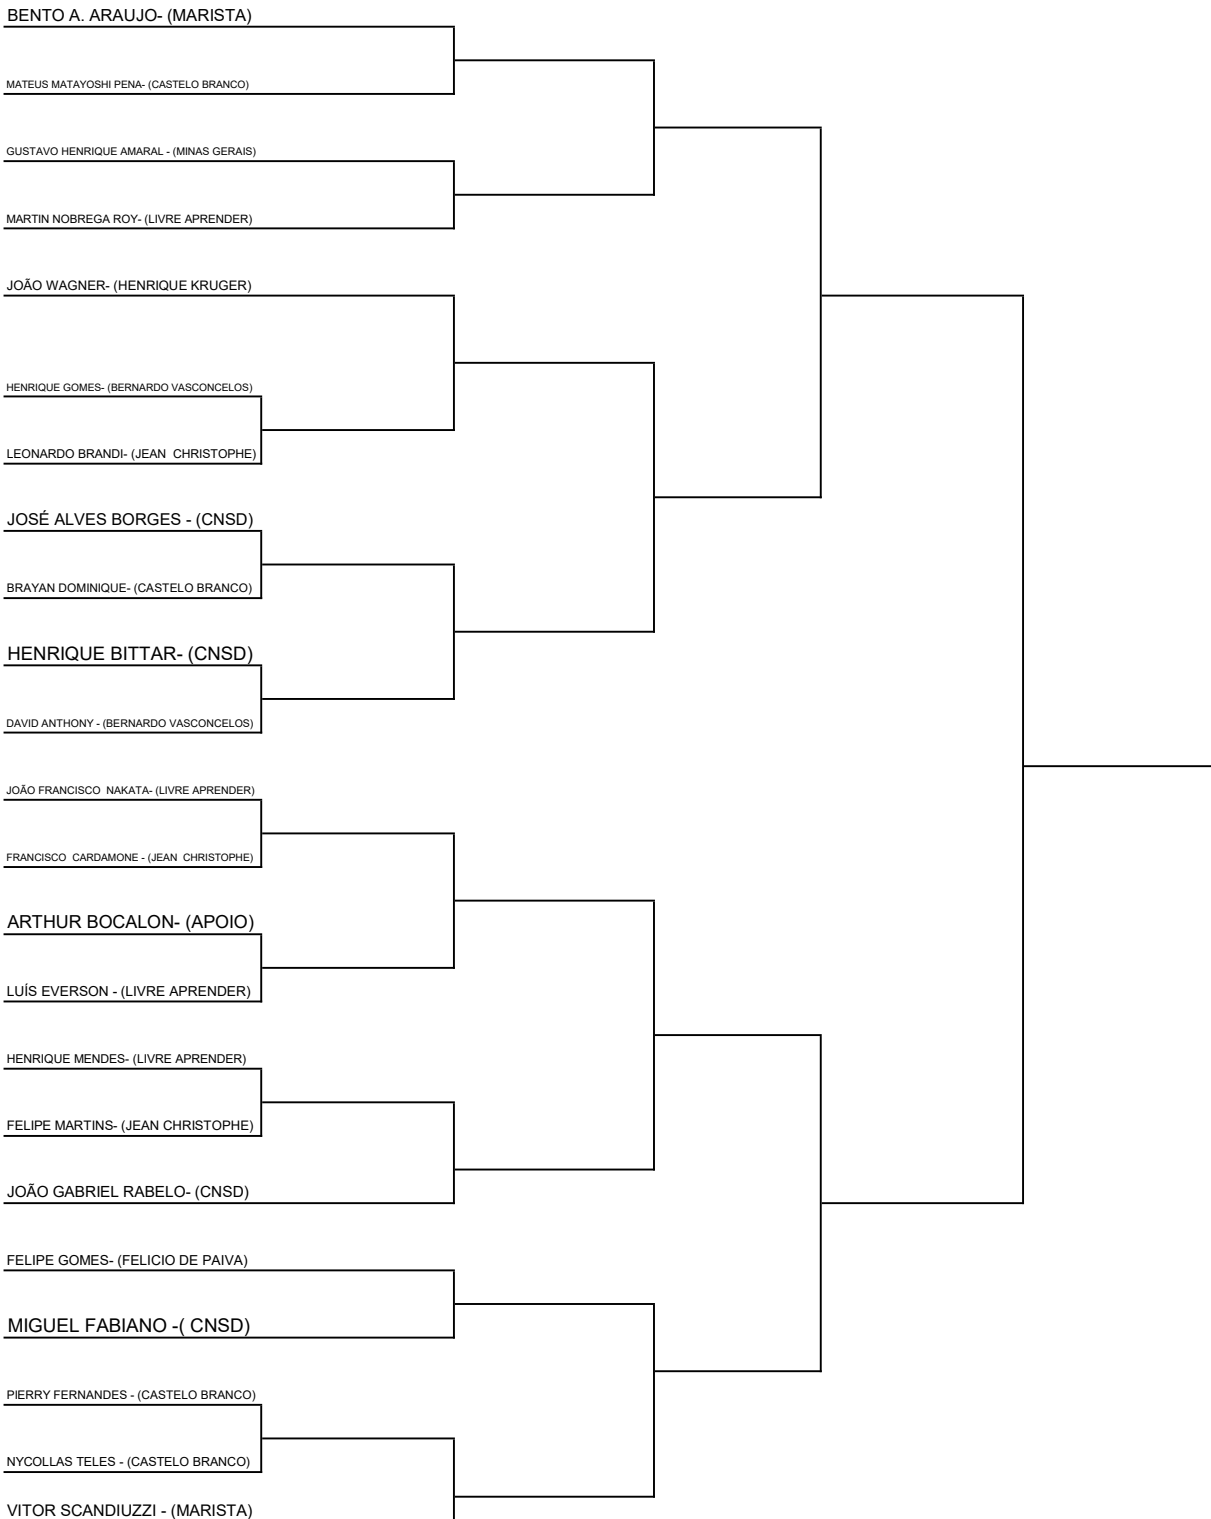 BENTO A. ARAUJO- (MARISTA)
MATEUS MATAYOSHI PENA- (CASTELO BRANCO)
GUSTAVO HENRIQUE AMARAL - (MINAS GERAIS)
MARTIN NOBREGA ROY- (LIVRE APRENDER)
JOÃO WAGNER- (HENRIQUE KRUGER)
HENRIQUE GOMES- (BERNARDO VASCONCELOS)
LEONARDO BRANDI- (JEAN  CHRISTOPHE)
JOSÉ ALVES BORGES - (CNSD)
BRAYAN DOMINIQUE- (CASTELO BRANCO)
HENRIQUE BITTAR- (CNSD)
DAVID ANTHONY - (BERNARDO VASCONCELOS)
JOÃO FRANCISCO  NAKATA- (LIVRE APRENDER)
FRANCISCO  CARDAMONE - (JEAN  CHRISTOPHE)
ARTHUR BOCALON- (APOIO)
LUÍS EVERSON - (LIVRE APRENDER)
HENRIQUE MENDES- (LIVRE APRENDER)
FELIPE MARTINS- (JEAN CHRISTOPHE)
JOÃO GABRIEL RABELO- (CNSD)
FELIPE GOMES- (FELICIO DE PAIVA)
MIGUEL FABIANO -( CNSD)
PIERRY FERNANDES - (CASTELO BRANCO)
NYCOLLAS TELES - (CASTELO BRANCO)
VITOR SCANDIUZZI - (MARISTA)